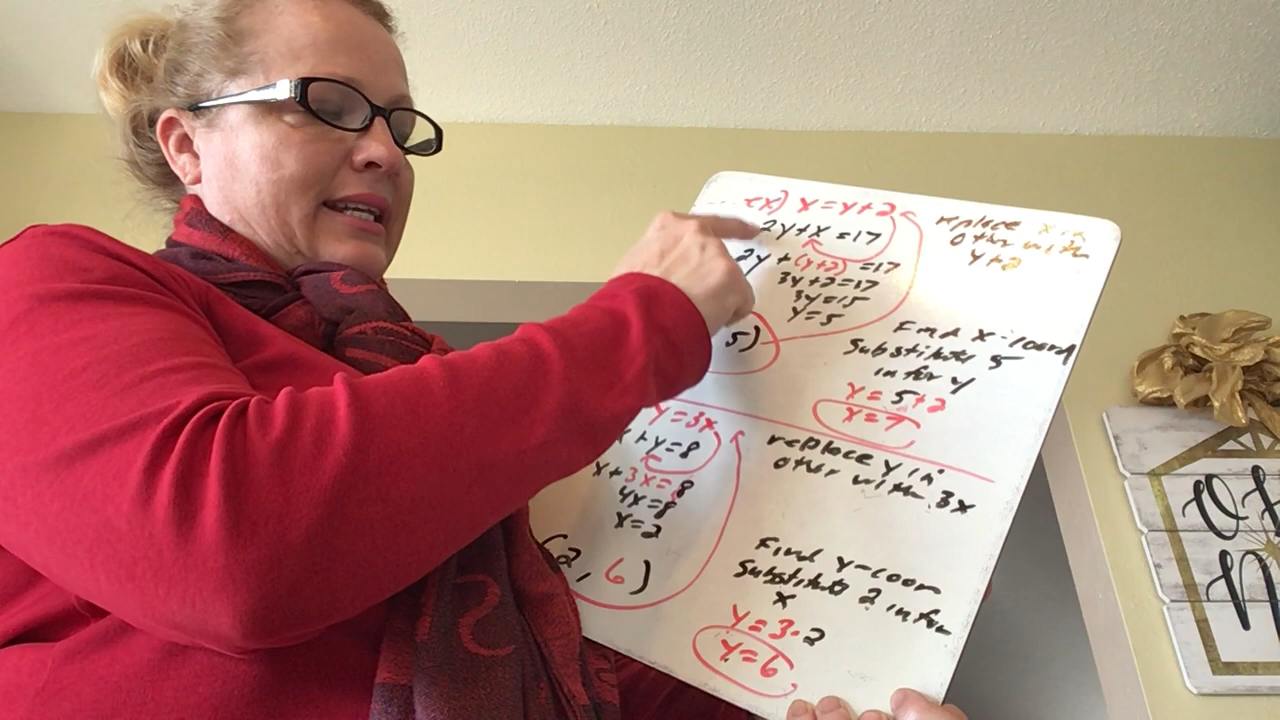 ex) x=y+2
2y+x=17
2y+(y+2)=17
3y+2=17
3y=15
y=5
5)
replace x in
other with
y+2
Find x-coord
Substitute 5
in for y
x=5+2
x=7
y=3x
x+y=8
x+3x=8
4x=8
x=2
(2, 6)
replace y in
other with 3x
Find y-coor
Substitute 2 in for
x
y=3·2
y=6